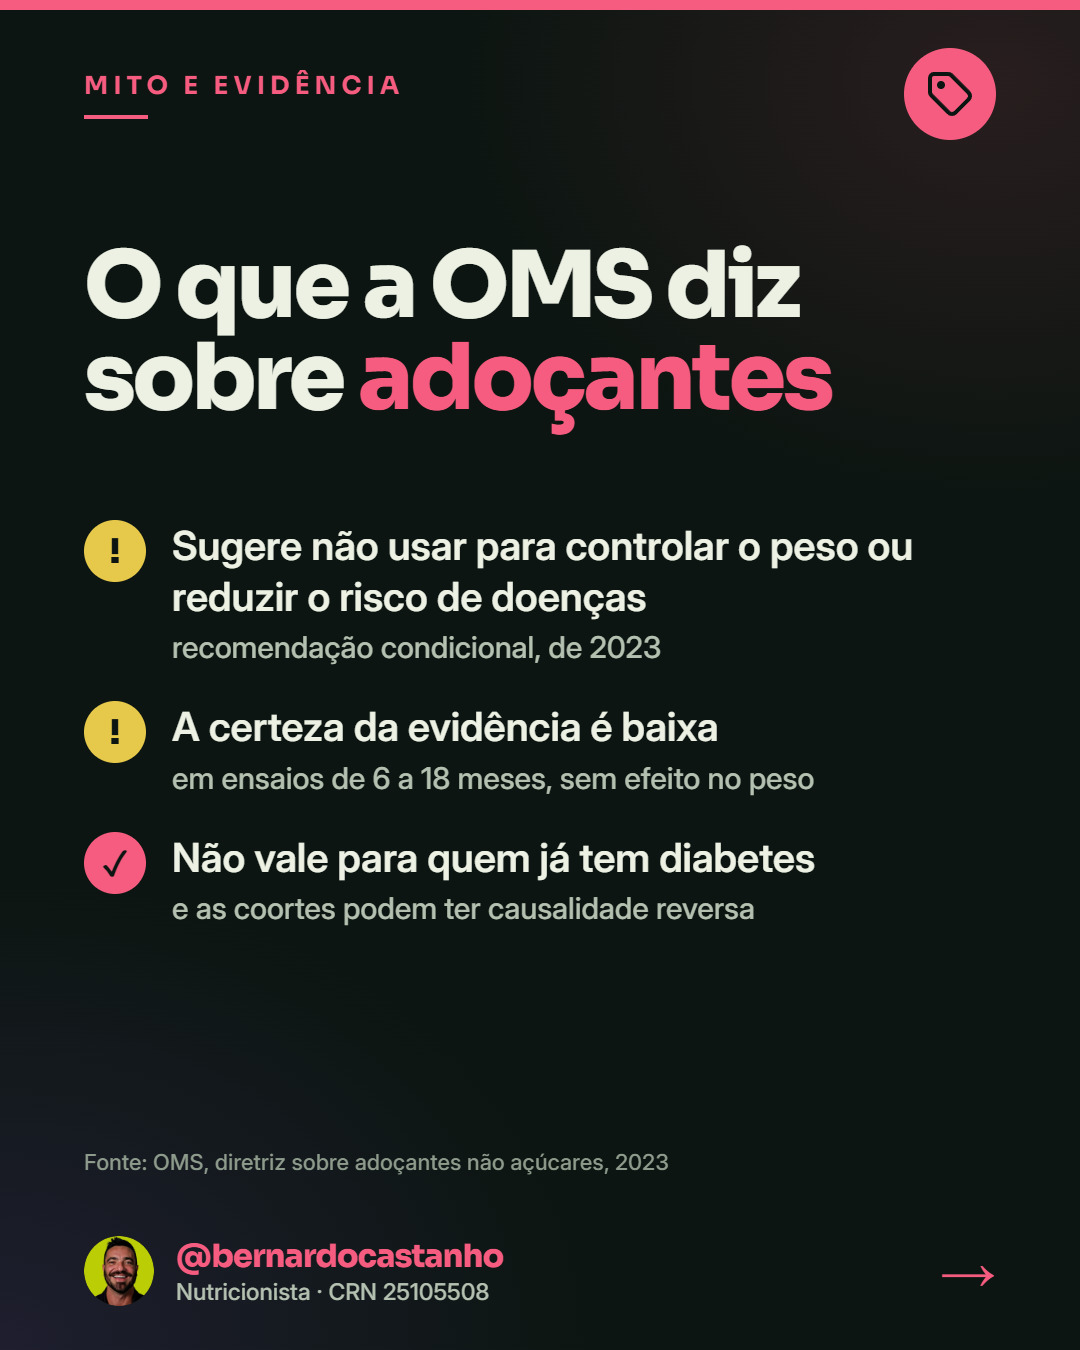 MITO E EVIDÊNCIA
O que a OMS diz
sobre adoçantes
! Sugere não usar para controlar o peso ou
reduzir o risco de doenças
recomendação condicional, de 2023
! A certeza da evidência é baixa
em ensaios de 6 a 18 meses, sem efeito no peso
✓ Não vale para quem já tem diabetes
e as coortes podem ter causalidade reversa
Fonte: OMS, diretriz sobre adoçantes não açúcares, 2023
@bernardocastanho
Nutricionista · CRN 25105508
→